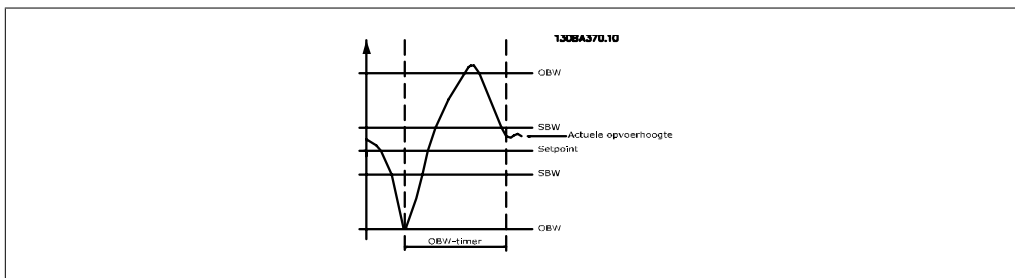 130BA370.10
OBW
SBW
Actuele opvoerhoogte
Setpoint
SBW
OBW
OBW-timer